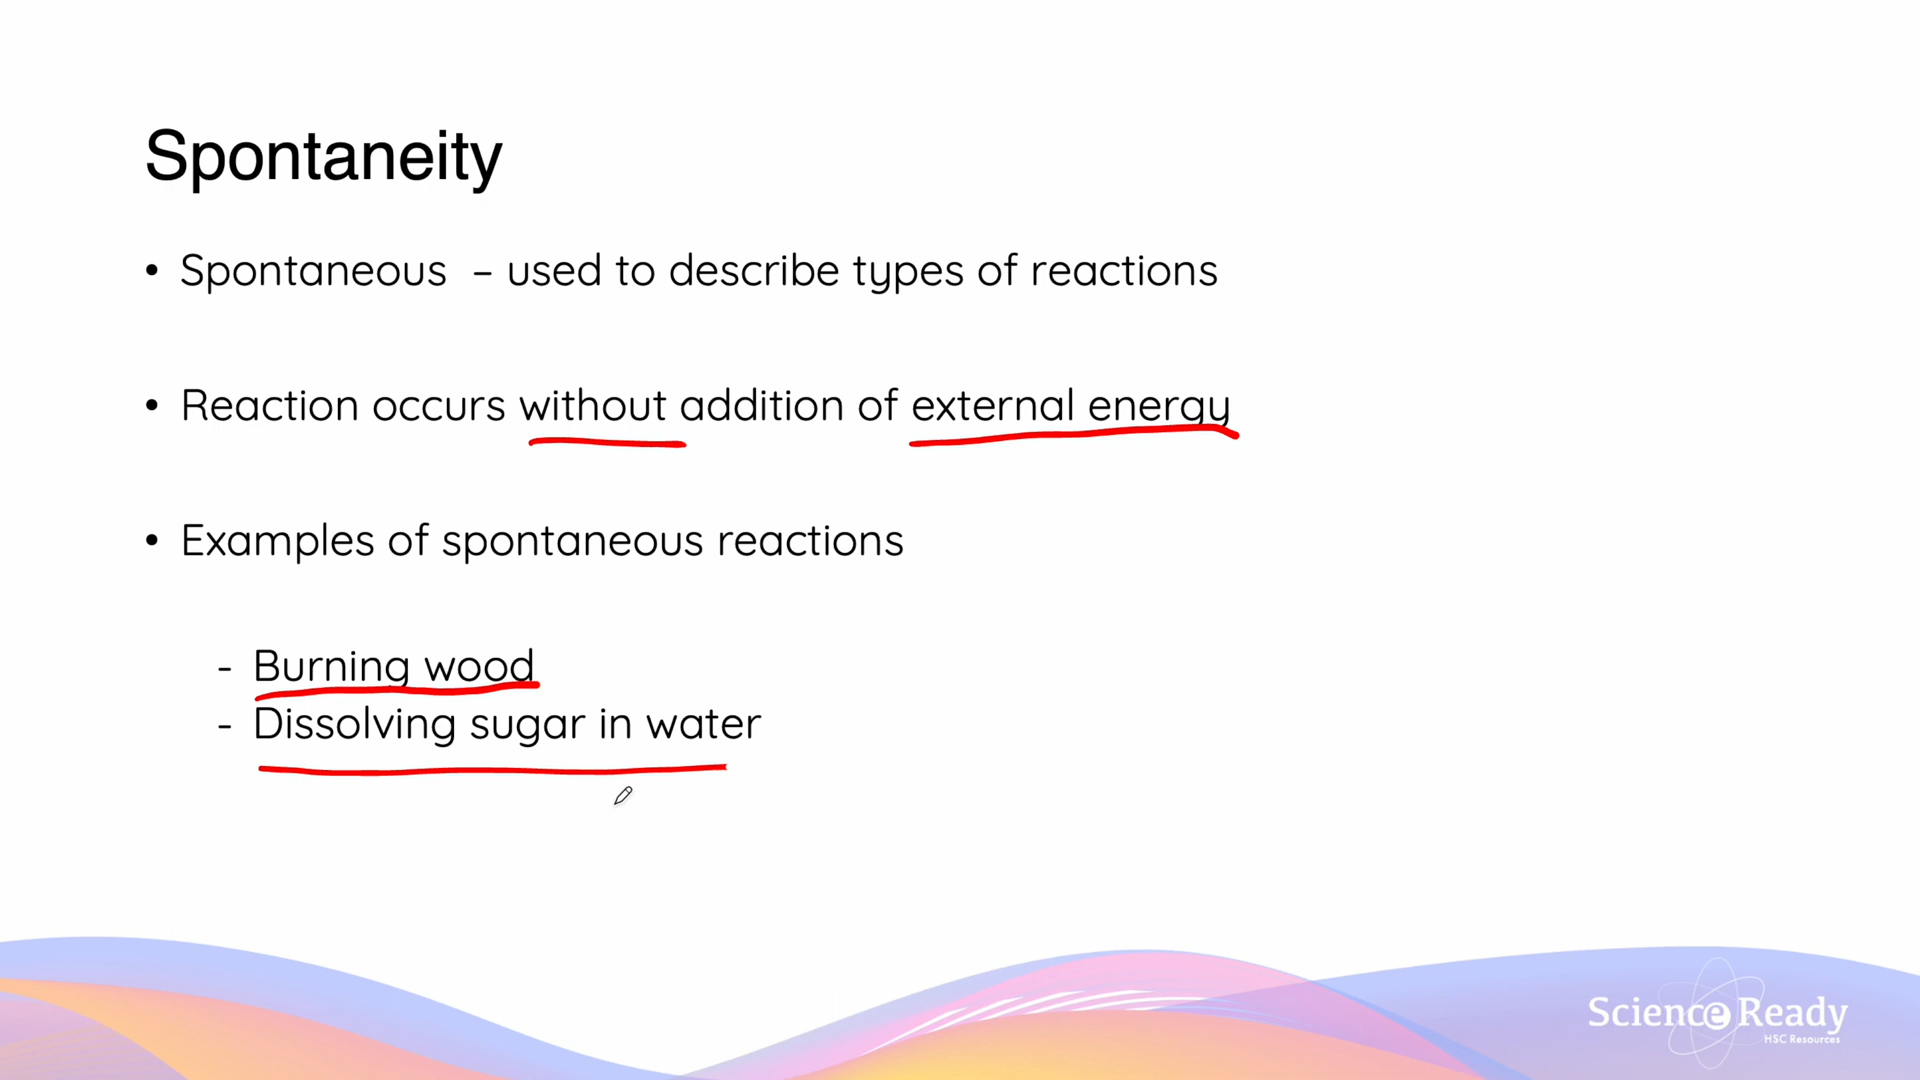 Spontaneity
• Spontaneous – used to describe types of reactions
• Reaction occurs without addition of external energy
• Examples of spontaneous reactions
- Burning wood
- Dissolving sugar in water
Science Ready
HSC Resources